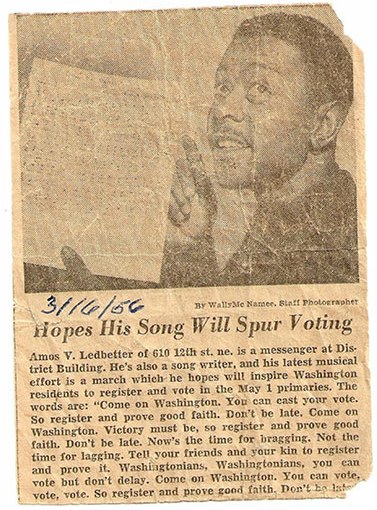 3/16/56
By Wally Mc Namee, Staff Photographer
Hopes His Song Will Spur Voting
Amos V. Ledbetter of 610 12th st. ne. is a messenger at Dis-
trict Building. He's also a song writer, and his latest musical
effort is a march which he hopes will inspire Washington
residents to register and vote in the May 1 primaries. The
words are: "Come on Washington. You can cast your vote.
So register and prove good faith. Don't be late. Come on
Washington. Victory must be, so register and prove good
faith. Don't be late. Now's the time for bragging. Not the
time for lagging. Tell your friends and your kin to register
and prove it. Washingtonians, Washingtonians, you can
vote but don't delay. Come on Washington. You can vote,
vote, vote. So register and prove good faith. Don't be late.